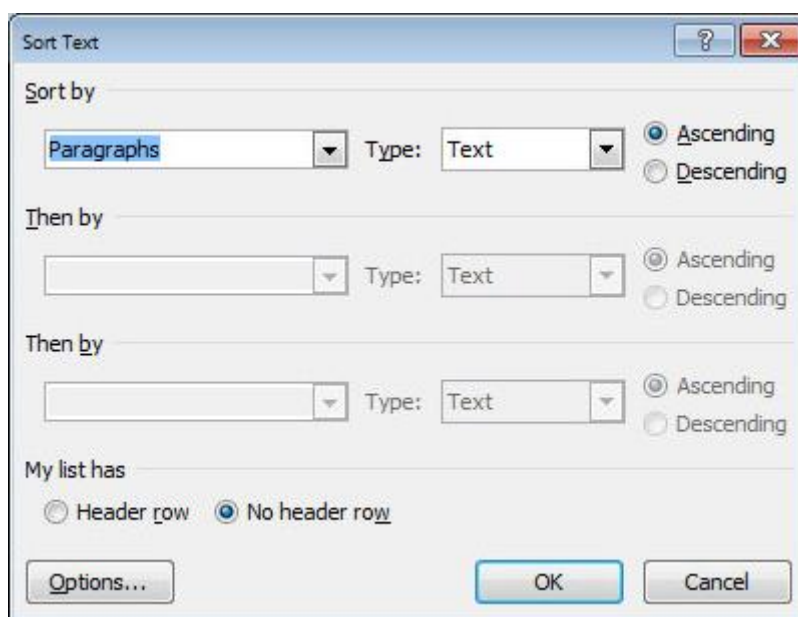 Sort Text
Sort by
Paragraphs Type: Text Ascending
Descending
Then by
Type: Text Ascending
Descending
Then by
Type: Text Ascending
Descending
My list has
Header row No header row
Options... OK Cancel